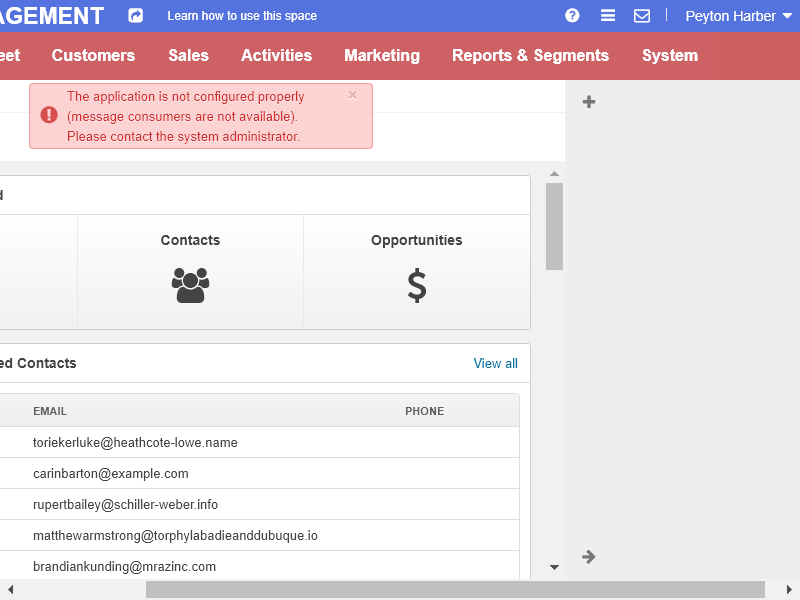 AGEMENT Learn how to use this space Peyton Harber
eet Customers Sales Activities Marketing Reports & Segments System
The application is not configured properly
(message consumers are not available).
Please contact the system administrator.
d
Contacts Opportunities
ed Contacts View all
EMAIL PHONE
toriekerluke@heathcote-lowe.name
carinbarton@example.com
rupertbailey@schiller-weber.info
matthewarmstrong@torphylabadieanddubuque.io
brandiankunding@mrazinc.com